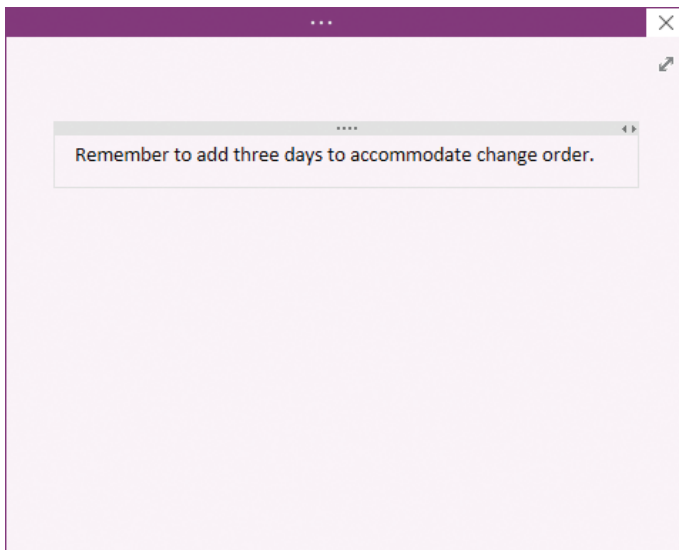 Remember to add three days to accommodate change order.